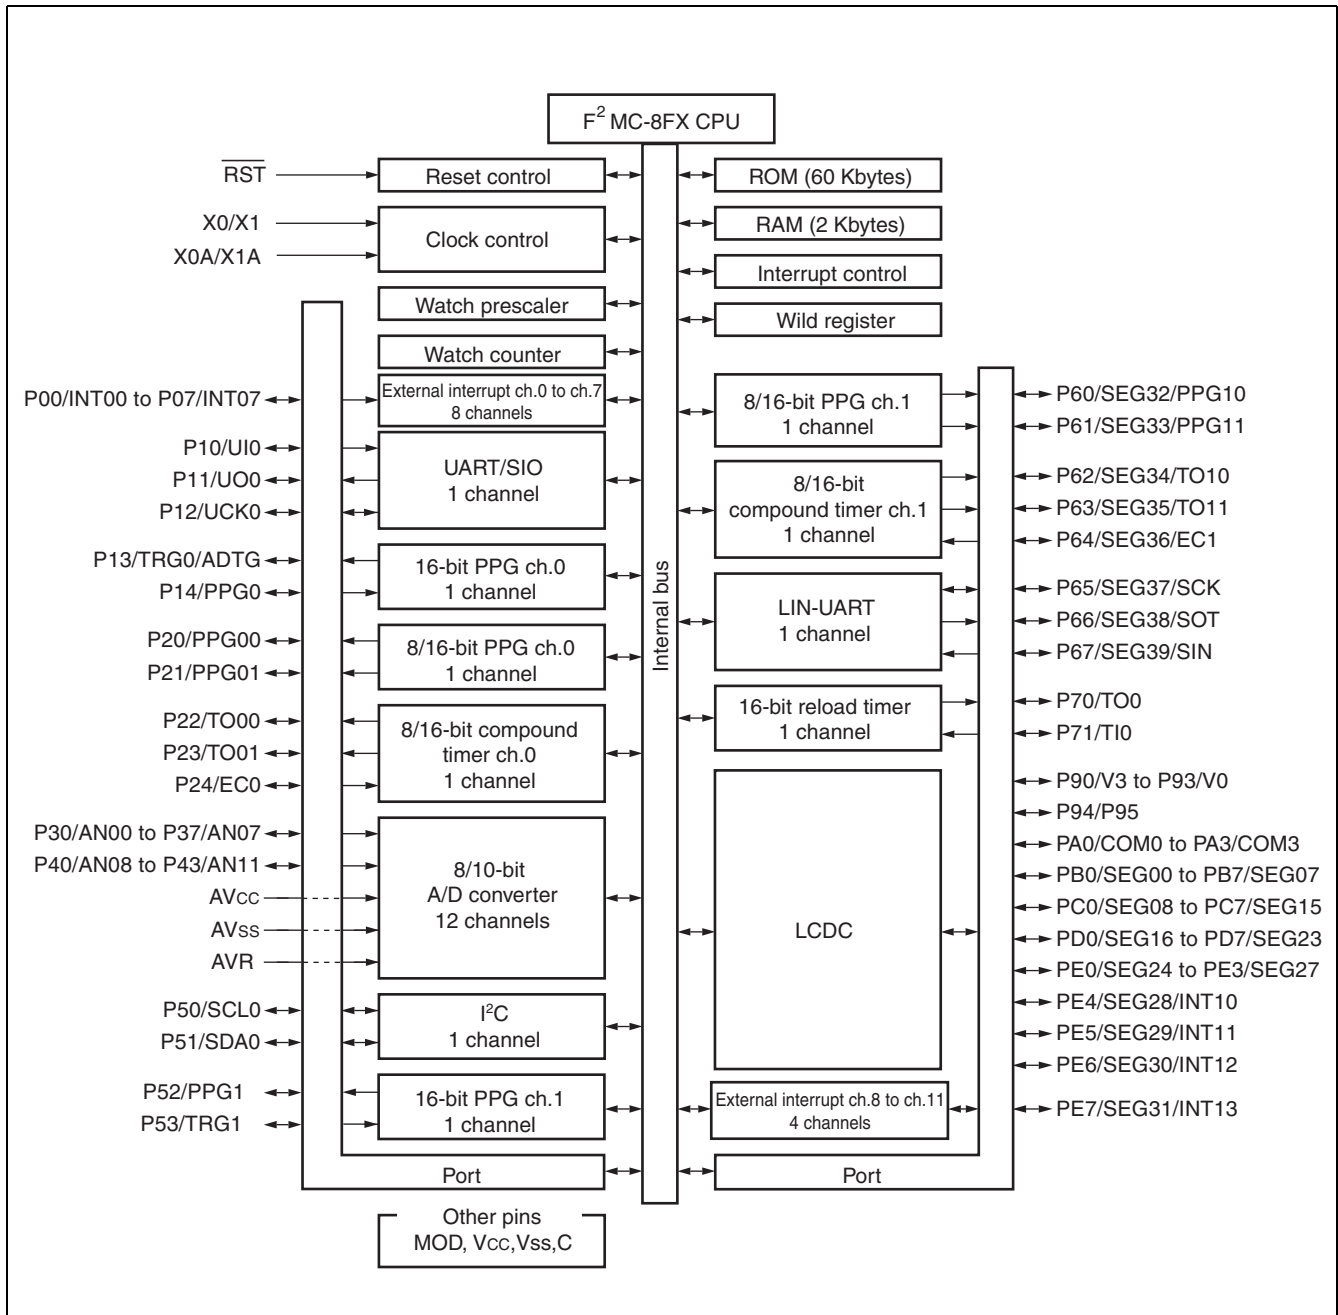 F² MC-8FX CPU
RST
Reset control
ROM (60 Kbytes)
X0/X1
X0A/X1A
Clock control
RAM (2 Kbytes)
Interrupt control
Watch prescaler
Wild register
Watch counter
P00/INT00 to P07/INT07
External interrupt ch.0 to ch.7
8 channels
P10/UI0
P11/UO0
P12/UCK0
UART/SIO
1 channel
P13/TRG0/ADTG
P14/PPG0
16-bit PPG ch.0
1 channel
P20/PPG00
P21/PPG01
8/16-bit PPG ch.0
1 channel
P22/TO00
P23/TO01
P24/EC0
8/16-bit compound
timer ch.0
1 channel
P30/AN00 to P37/AN07
P40/AN08 to P43/AN11
AVCC
AVSS
AVR
8/10-bit
A/D converter
12 channels
P50/SCL0
P51/SDA0
I²C
1 channel
P52/PPG1
P53/TRG1
16-bit PPG ch.1
1 channel
Port
Internal bus
8/16-bit PPG ch.1
1 channel
P60/SEG32/PPG10
P61/SEG33/PPG11
8/16-bit
compound timer ch.1
1 channel
P62/SEG34/TO10
P63/SEG35/TO11
P64/SEG36/EC1
LIN-UART
1 channel
P65/SEG37/SCK
P66/SEG38/SOT
P67/SEG39/SIN
16-bit reload timer
1 channel
P70/TO0
P71/TI0
LCDC
P90/V3 to P93/V0
P94/P95
PA0/COM0 to PA3/COM3
PB0/SEG00 to PB7/SEG07
PC0/SEG08 to PC7/SEG15
PD0/SEG16 to PD7/SEG23
PE0/SEG24 to PE3/SEG27
PE4/SEG28/INT10
PE5/SEG29/INT11
PE6/SEG30/INT12
External interrupt ch.8 to ch.11
4 channels
PE7/SEG31/INT13
Port
Other pins
MOD, VCC,VSS,C